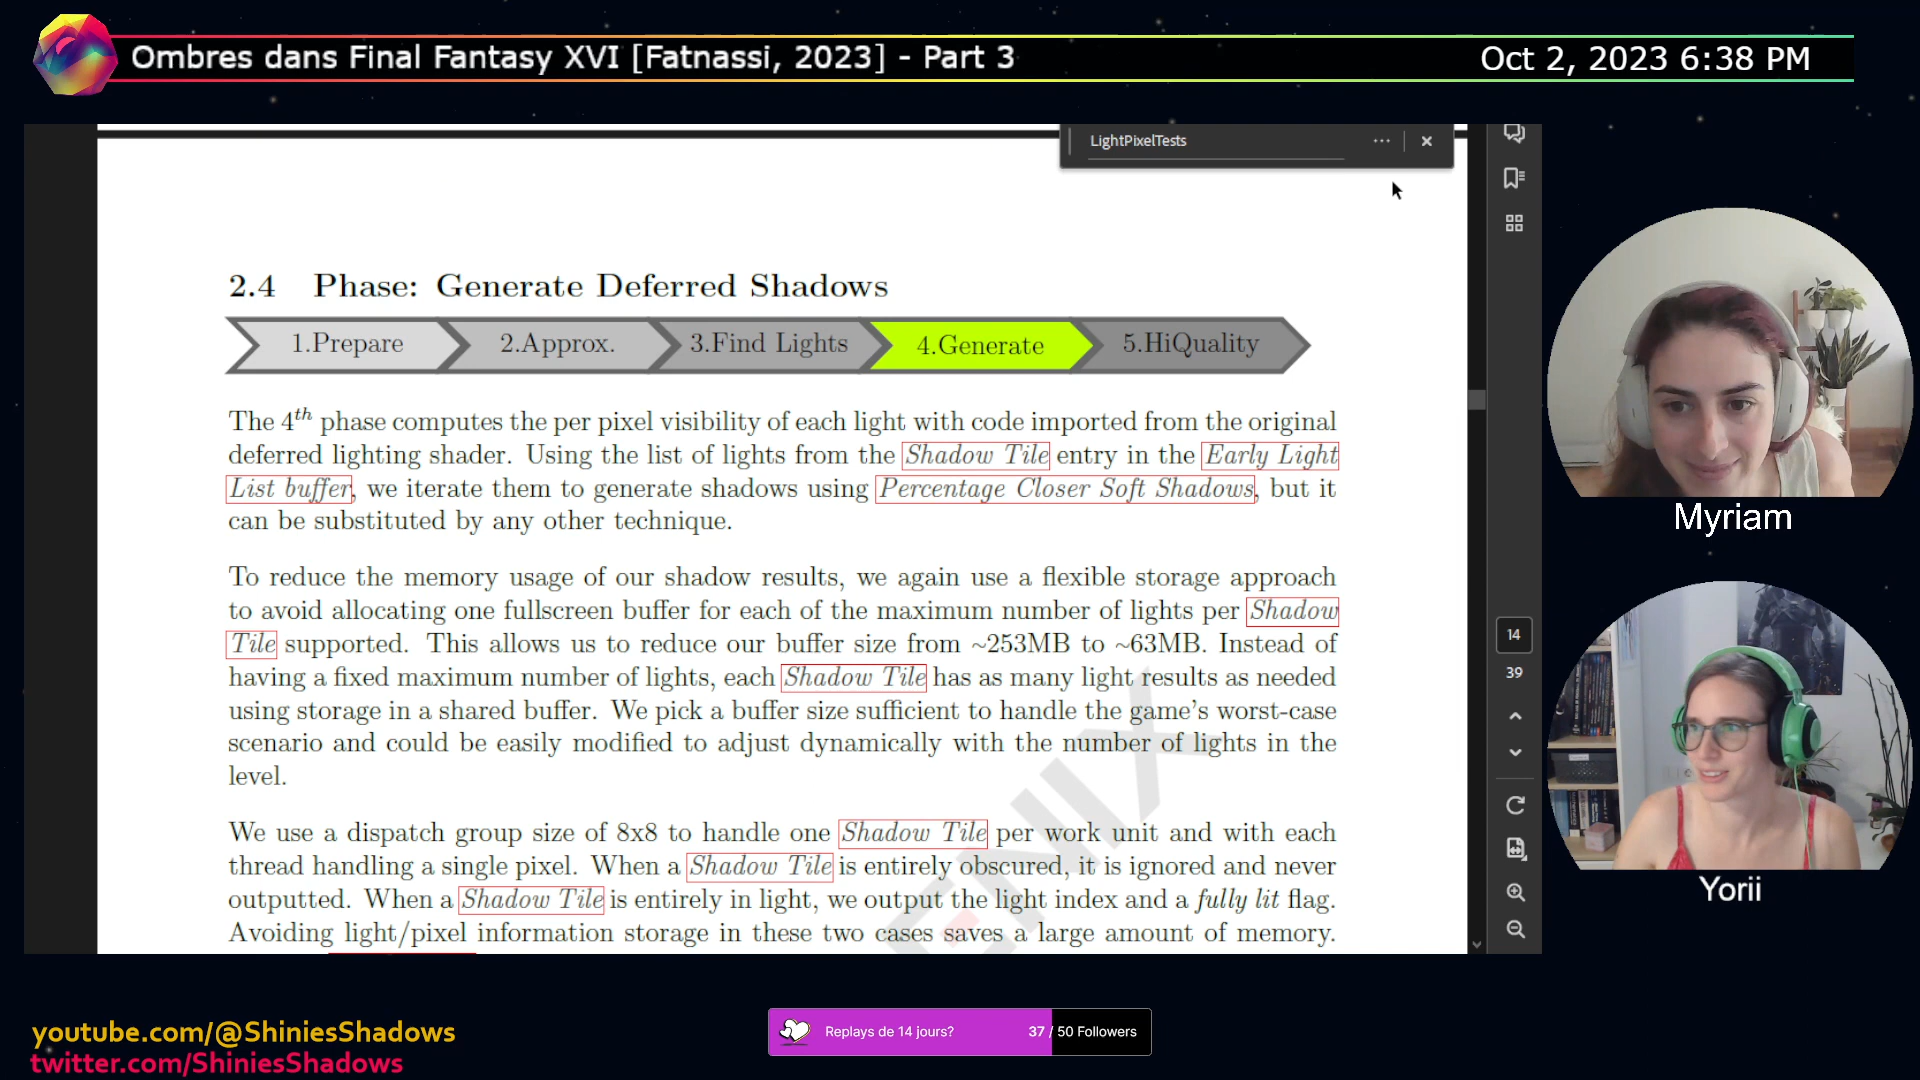 Ombres dans Final Fantasy XVI [Fatnassi, 2023] - Part 3
Oct 2, 2023 6:38 PM
LightPixelTests
2.4 Phase: Generate Deferred Shadows
1.Prepare 2.Approx. 3.Find Lights 4.Generate 5.HiQuality
The 4th phase computes the per pixel visibility of each light with code imported from the original
deferred lighting shader. Using the list of lights from the Shadow Tile entry in the Early Light
List buffer, we iterate them to generate shadows using Percentage Closer Soft Shadows, but it
can be substituted by any other technique.
To reduce the memory usage of our shadow results, we again use a flexible storage approach
to avoid allocating one fullscreen buffer for each of the maximum number of lights per Shadow
Tile supported. This allows us to reduce our buffer size from ~253MB to ~63MB. Instead of
having a fixed maximum number of lights, each Shadow Tile has as many light results as needed
using storage in a shared buffer. We pick a buffer size sufficient to handle the game's worst-case
scenario and could be easily modified to adjust dynamically with the number of lights in the
level.
We use a dispatch group size of 8x8 to handle one Shadow Tile per work unit and with each
thread handling a single pixel. When a Shadow Tile is entirely obscured, it is ignored and never
outputted. When a Shadow Tile is entirely in light, we output the light index and a fully lit flag.
Avoiding light/pixel information storage in these two cases saves a large amount of memory.
ENIX
14
39
Myriam
Yorii
youtube.com/@ShiniesShadows
twitter.com/ShiniesShadows
Replays de 14 jours? 37 / 50 Followers